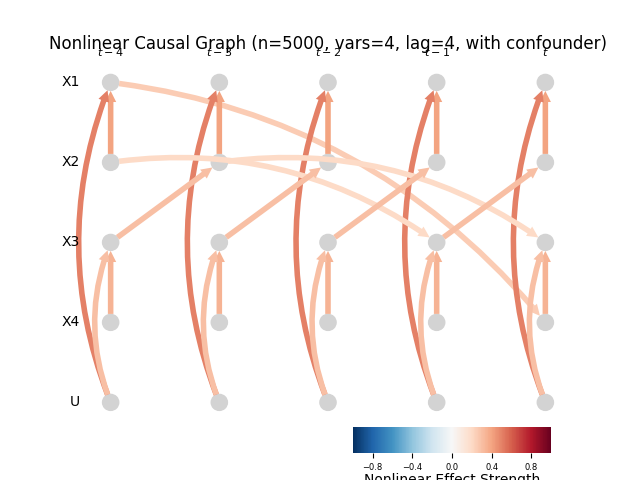 Nonlinear Causal Graph (n=5000, yars=4, lag=4, with confounder)
t−4 t−3 t−2 t−1 t
X1
X2
X3
X4
U
−0.8 −0.4 0.0 0.4 0.8
Nonlinear Effect Strength